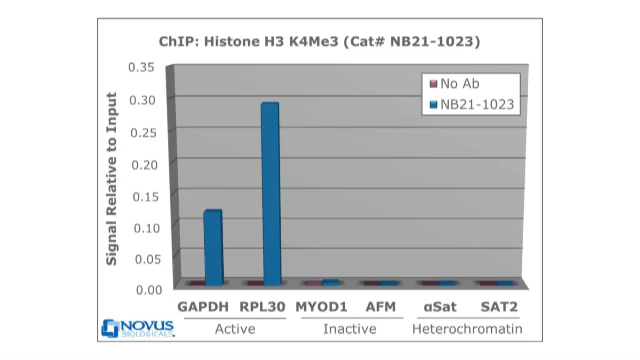 ChIP: Histone H3 K4Me3 (Cat# NB21-1023)
Signal Relative to Input
0.35
0.30
0.25
0.20
0.15
0.10
0.05
0.00
No Ab
NB21-1023
GAPDH RPL30 MYOD1 AFM αSat SAT2
Active Inactive Heterochromatin
NOVUS
BIOLOGICALS